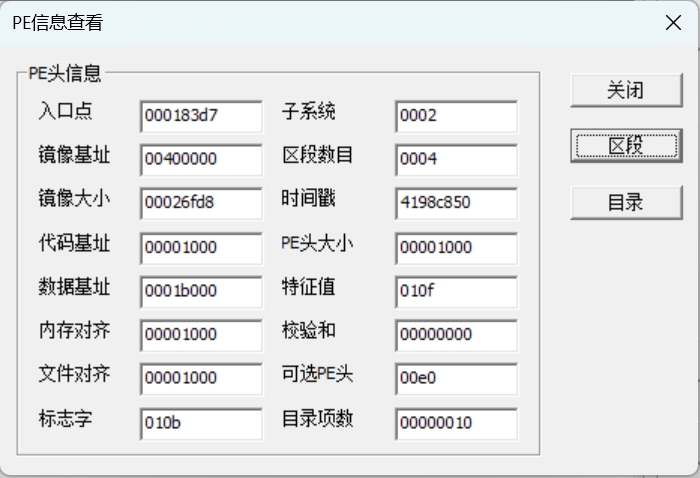 PE信息查看
PE头信息
入口点 000183d7 子系统 0002
镜像基址 00400000 区段数目 0004
镜像大小 00026fd8 时间戳 4198c850
代码基址 00001000 PE头大小 00001000
数据基址 0001b000 特征值 010f
内存对齐 00001000 校验和 00000000
文件对齐 00001000 可选PE头 00e0
标志字 010b 目录项数 00000010
关闭
区段
目录